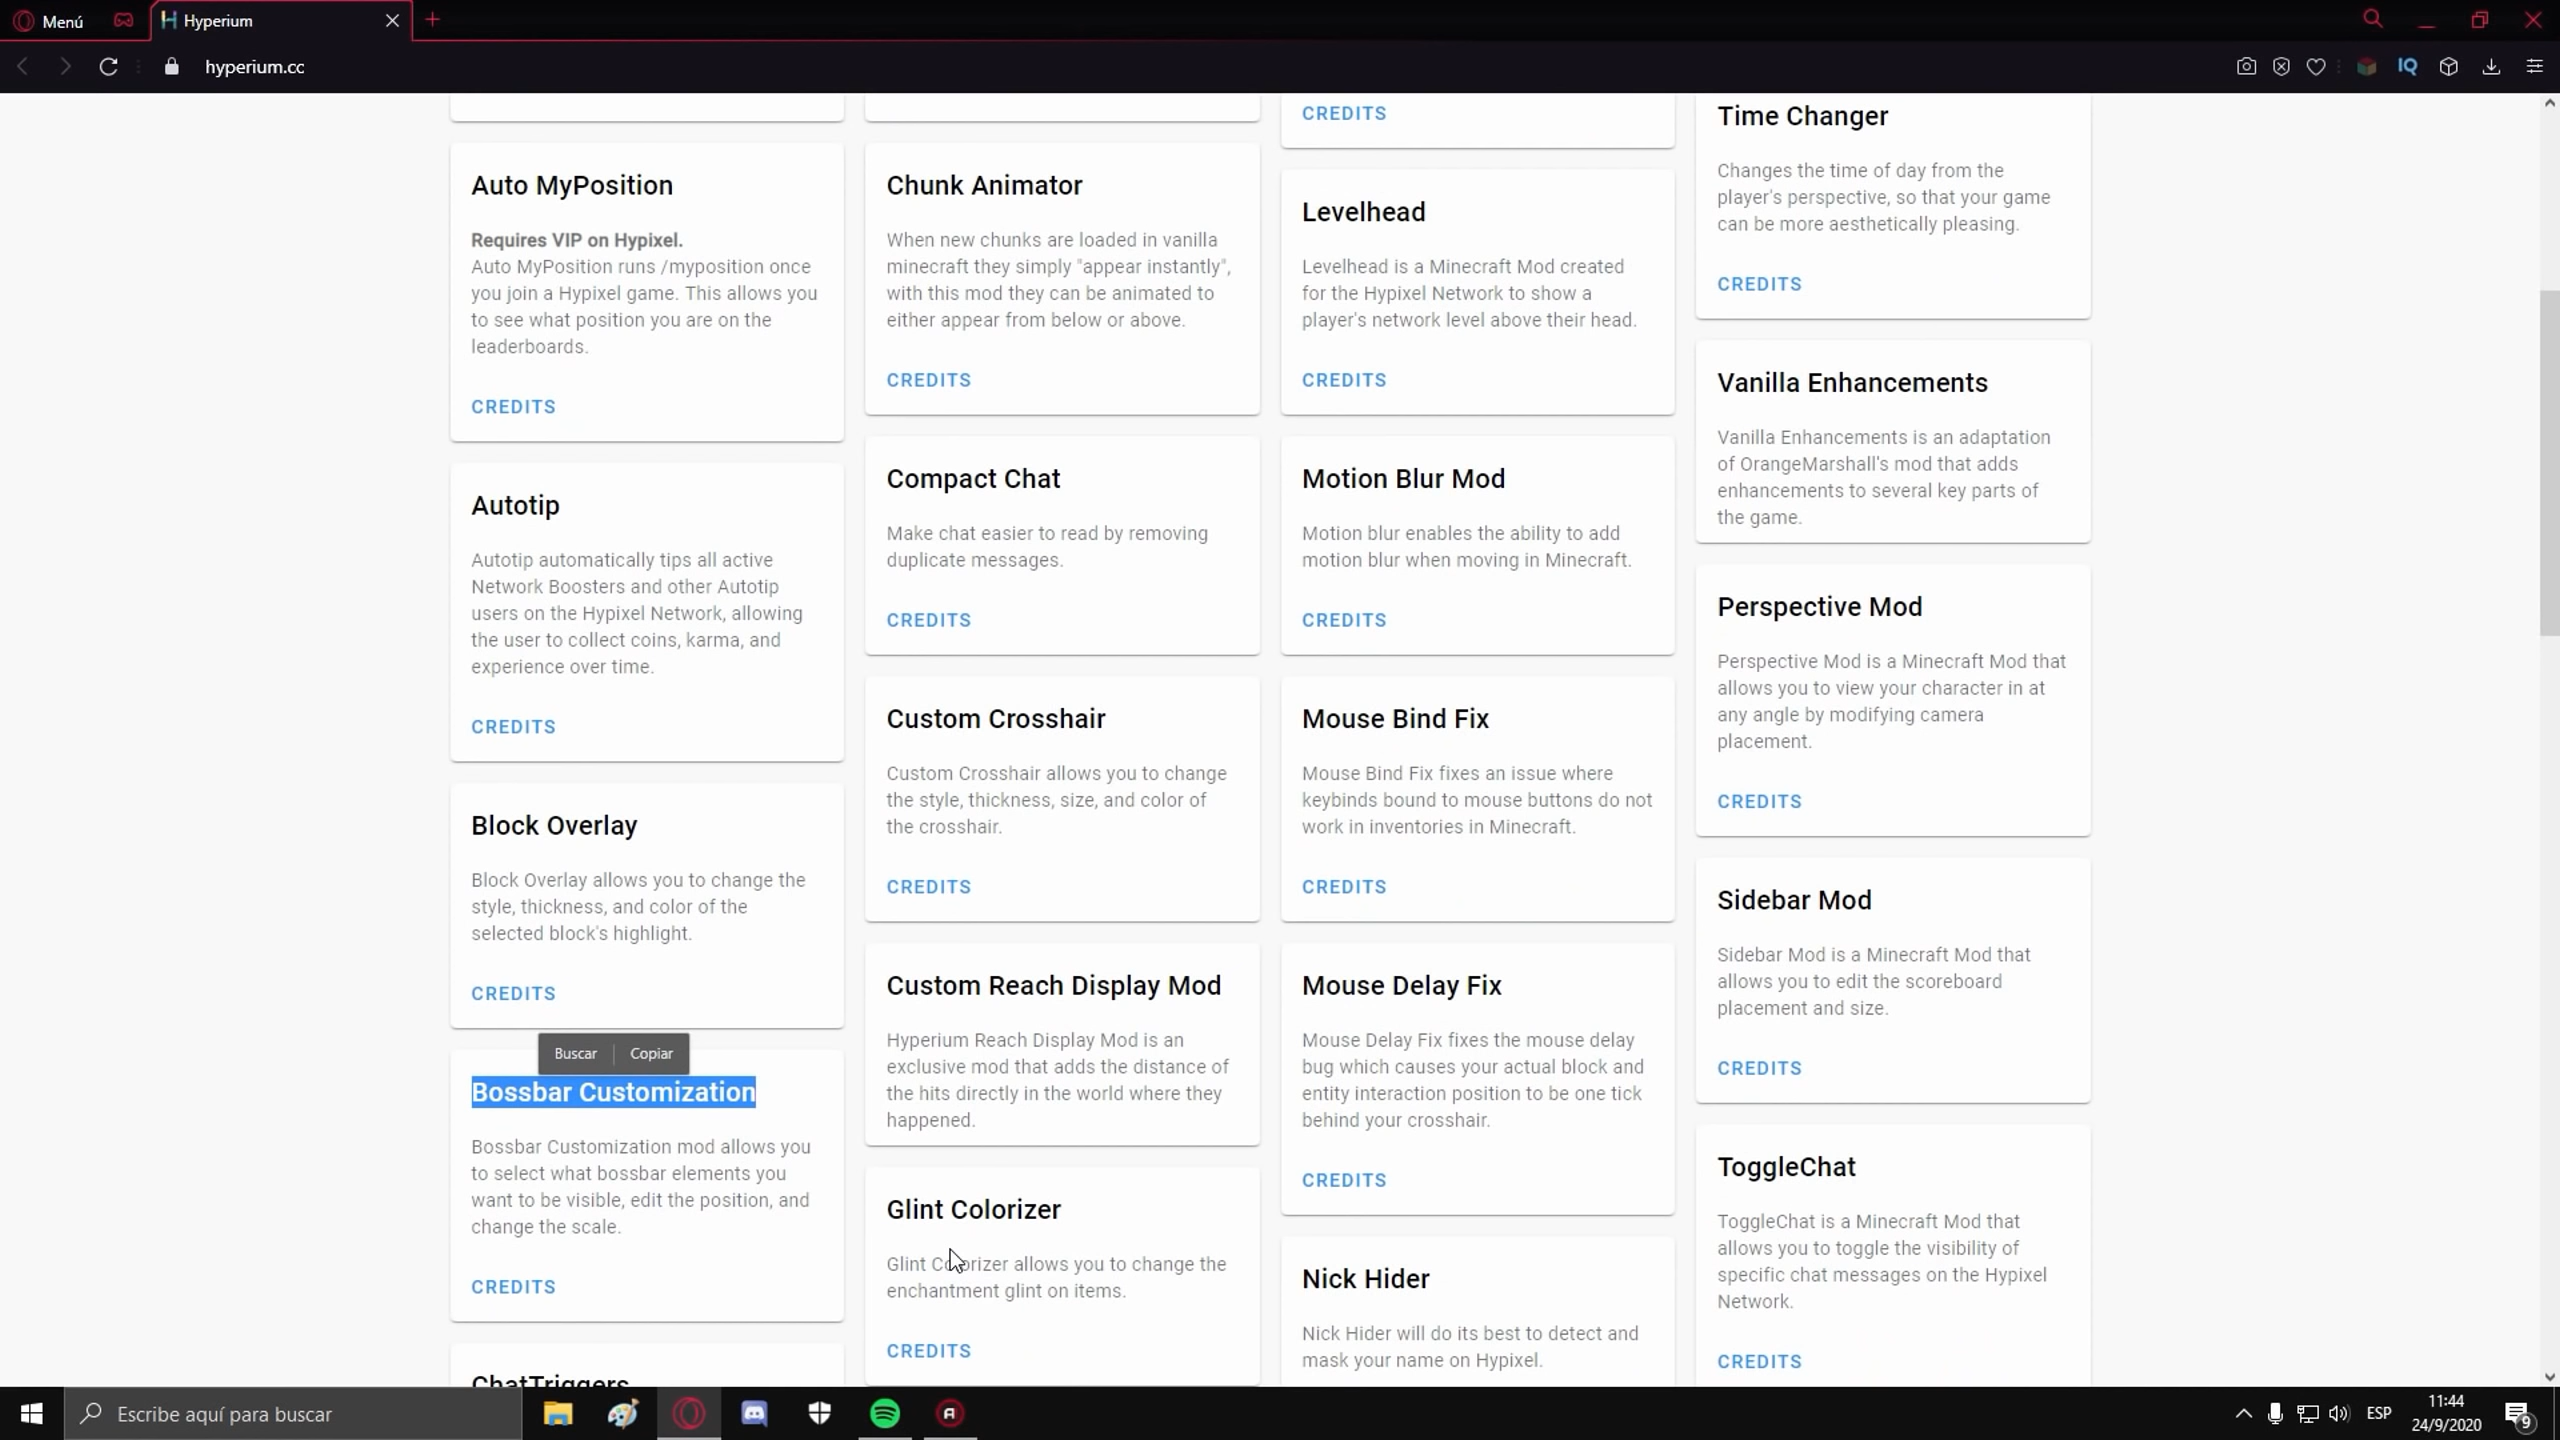 Menú
Hyperium
hyperium.cc
IQ
Auto MyPosition
Requires VIP on Hypixel.
Auto MyPosition runs /myposition once
you join a Hypixel game. This allows you
to see what position you are on the
leaderboards.
CREDITS
Autotip
Autotip automatically tips all active
Network Boosters and other Autotip
users on the Hypixel Network, allowing
the user to collect coins, karma, and
experience over time.
CREDITS
Block Overlay
Block Overlay allows you to change the
style, thickness, and color of the
selected block's highlight.
CREDITS
Buscar
Copiar
Bossbar Customization
Bossbar Customization mod allows you
to select what bossbar elements you
want to be visible, edit the position, and
change the scale.
CREDITS
ChatTriggers
Chunk Animator
When new chunks are loaded in vanilla
minecraft they simply "appear instantly",
with this mod they can be animated to
either appear from below or above.
CREDITS
Compact Chat
Make chat easier to read by removing
duplicate messages.
CREDITS
Custom Crosshair
Custom Crosshair allows you to change
the style, thickness, size, and color of
the crosshair.
CREDITS
Custom Reach Display Mod
Hyperium Reach Display Mod is an
exclusive mod that adds the distance of
the hits directly in the world where they
happened.
Glint Colorizer
Glint Colorizer allows you to change the
enchantment glint on items.
CREDITS
CREDITS
Levelhead
Levelhead is a Minecraft Mod created
for the Hypixel Network to show a
player's network level above their head.
CREDITS
Motion Blur Mod
Motion blur enables the ability to add
motion blur when moving in Minecraft.
CREDITS
Mouse Bind Fix
Mouse Bind Fix fixes an issue where
keybinds bound to mouse buttons do not
work in inventories in Minecraft.
CREDITS
Mouse Delay Fix
Mouse Delay Fix fixes the mouse delay
bug which causes your actual block and
entity interaction position to be one tick
behind your crosshair.
CREDITS
Nick Hider
Nick Hider will do its best to detect and
mask your name on Hypixel.
Time Changer
Changes the time of day from the
player's perspective, so that your game
can be more aesthetically pleasing.
CREDITS
Vanilla Enhancements
Vanilla Enhancements is an adaptation
of OrangeMarshall's mod that adds
enhancements to several key parts of
the game.
Perspective Mod
Perspective Mod is a Minecraft Mod that
allows you to view your character in at
any angle by modifying camera
placement.
CREDITS
Sidebar Mod
Sidebar Mod is a Minecraft Mod that
allows you to edit the scoreboard
placement and size.
CREDITS
ToggleChat
ToggleChat is a Minecraft Mod that
allows you to toggle the visibility of
specific chat messages on the Hypixel
Network.
CREDITS
Escribe aquí para buscar
ESP
11:44
24/9/2020
9